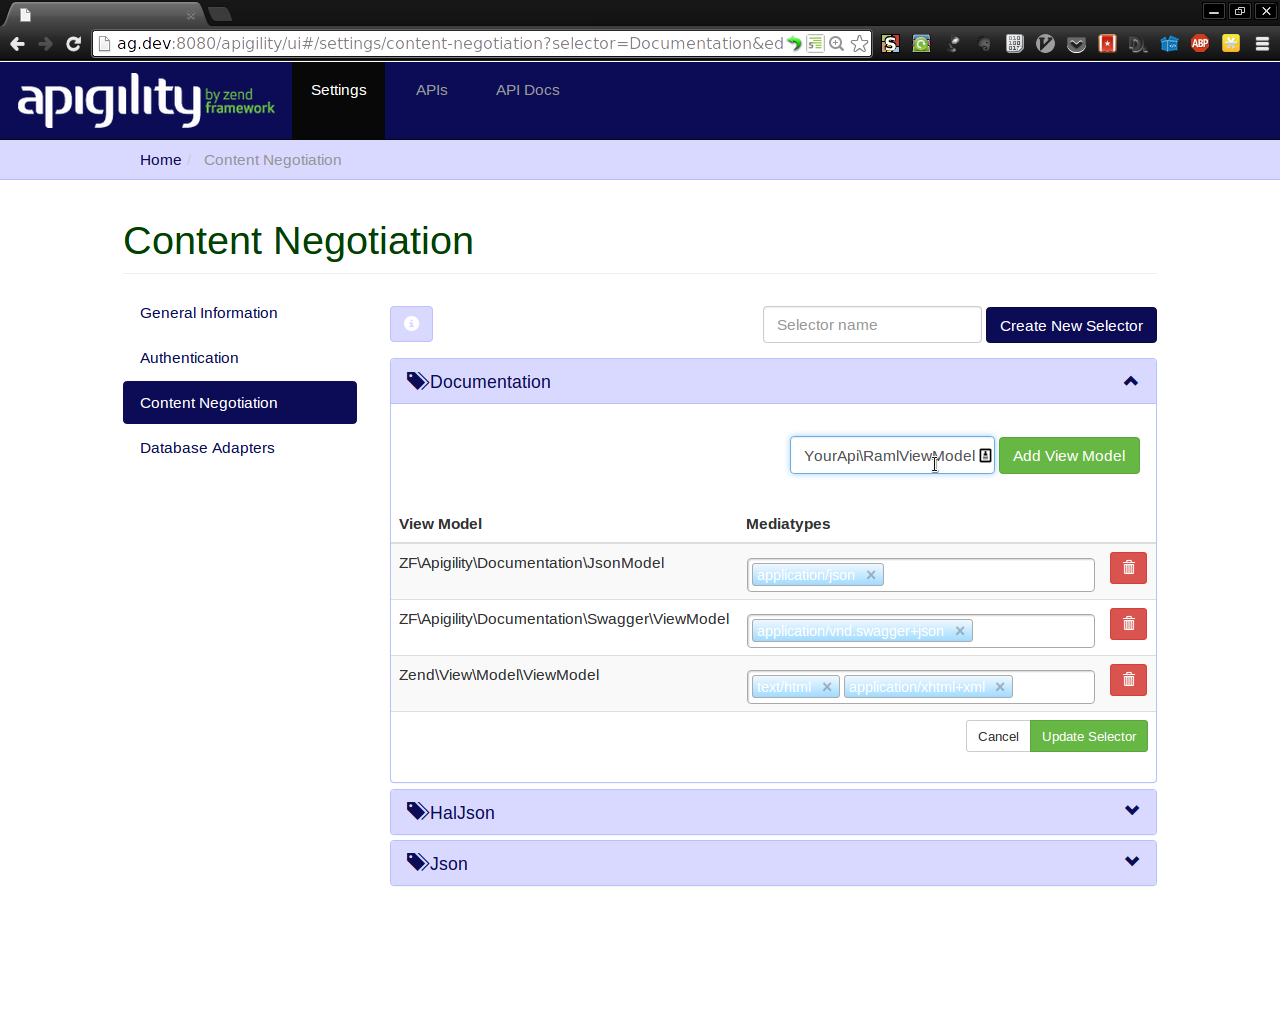 ag.dev:8080/apigility/ui#/settings/content-negotiation?selector=Documentation&ed
apigility by zend framework
Settings
APIs
API Docs
Home / Content Negotiation
Content Negotiation
General Information
Authentication
Content Negotiation
Database Adapters
Selector name
Create New Selector
Documentation
YourApi\RamlViewModel
Add View Model
View Model
Mediatypes
ZF\Apigility\Documentation\JsonModel
application/json ×
ZF\Apigility\Documentation\Swagger\ViewModel
application/vnd.swagger+json ×
Zend\View\Model\ViewModel
text/html × application/xhtml+xml ×
Cancel
Update Selector
HalJson
Json